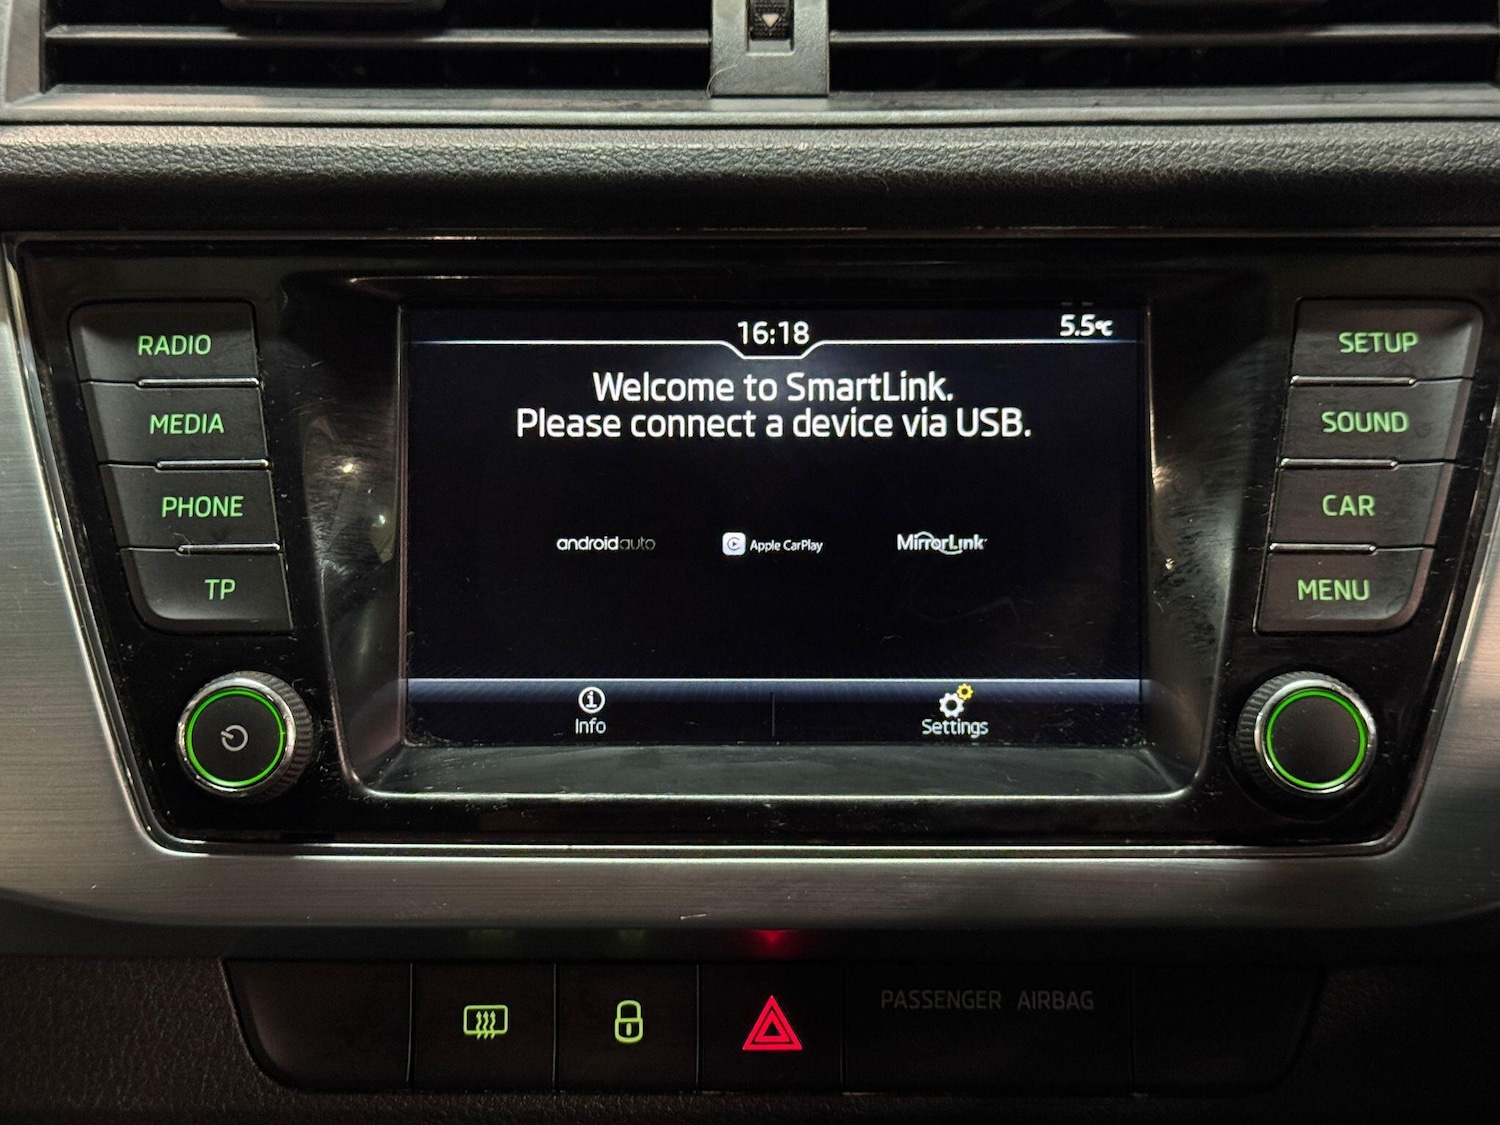 16:18
5.5°C
RADIO
MEDIA
PHONE
TP
Welcome to SmartLink.
Please connect a device via USB.
androidauto
Apple CarPlay
MirrorLink
Info
Settings
SETUP
SOUND
CAR
MENU
PASSENGER AIRBAG